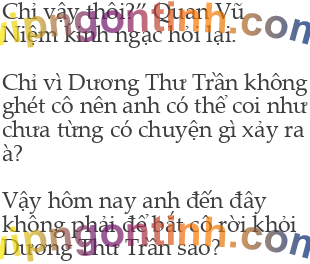 Chỉ vậy thôi?" Quan Vũ
Niệm kinh ngạc hỏi lại.
Chỉ vì Dương Thư Trần không
ghét cô nên anh có thể coi như
chưa từng có chuyện gì xảy ra
à?
Vậy hôm nay anh đến đây
không phải để bắt cô rời khỏi
Dương Thư Trần sao?